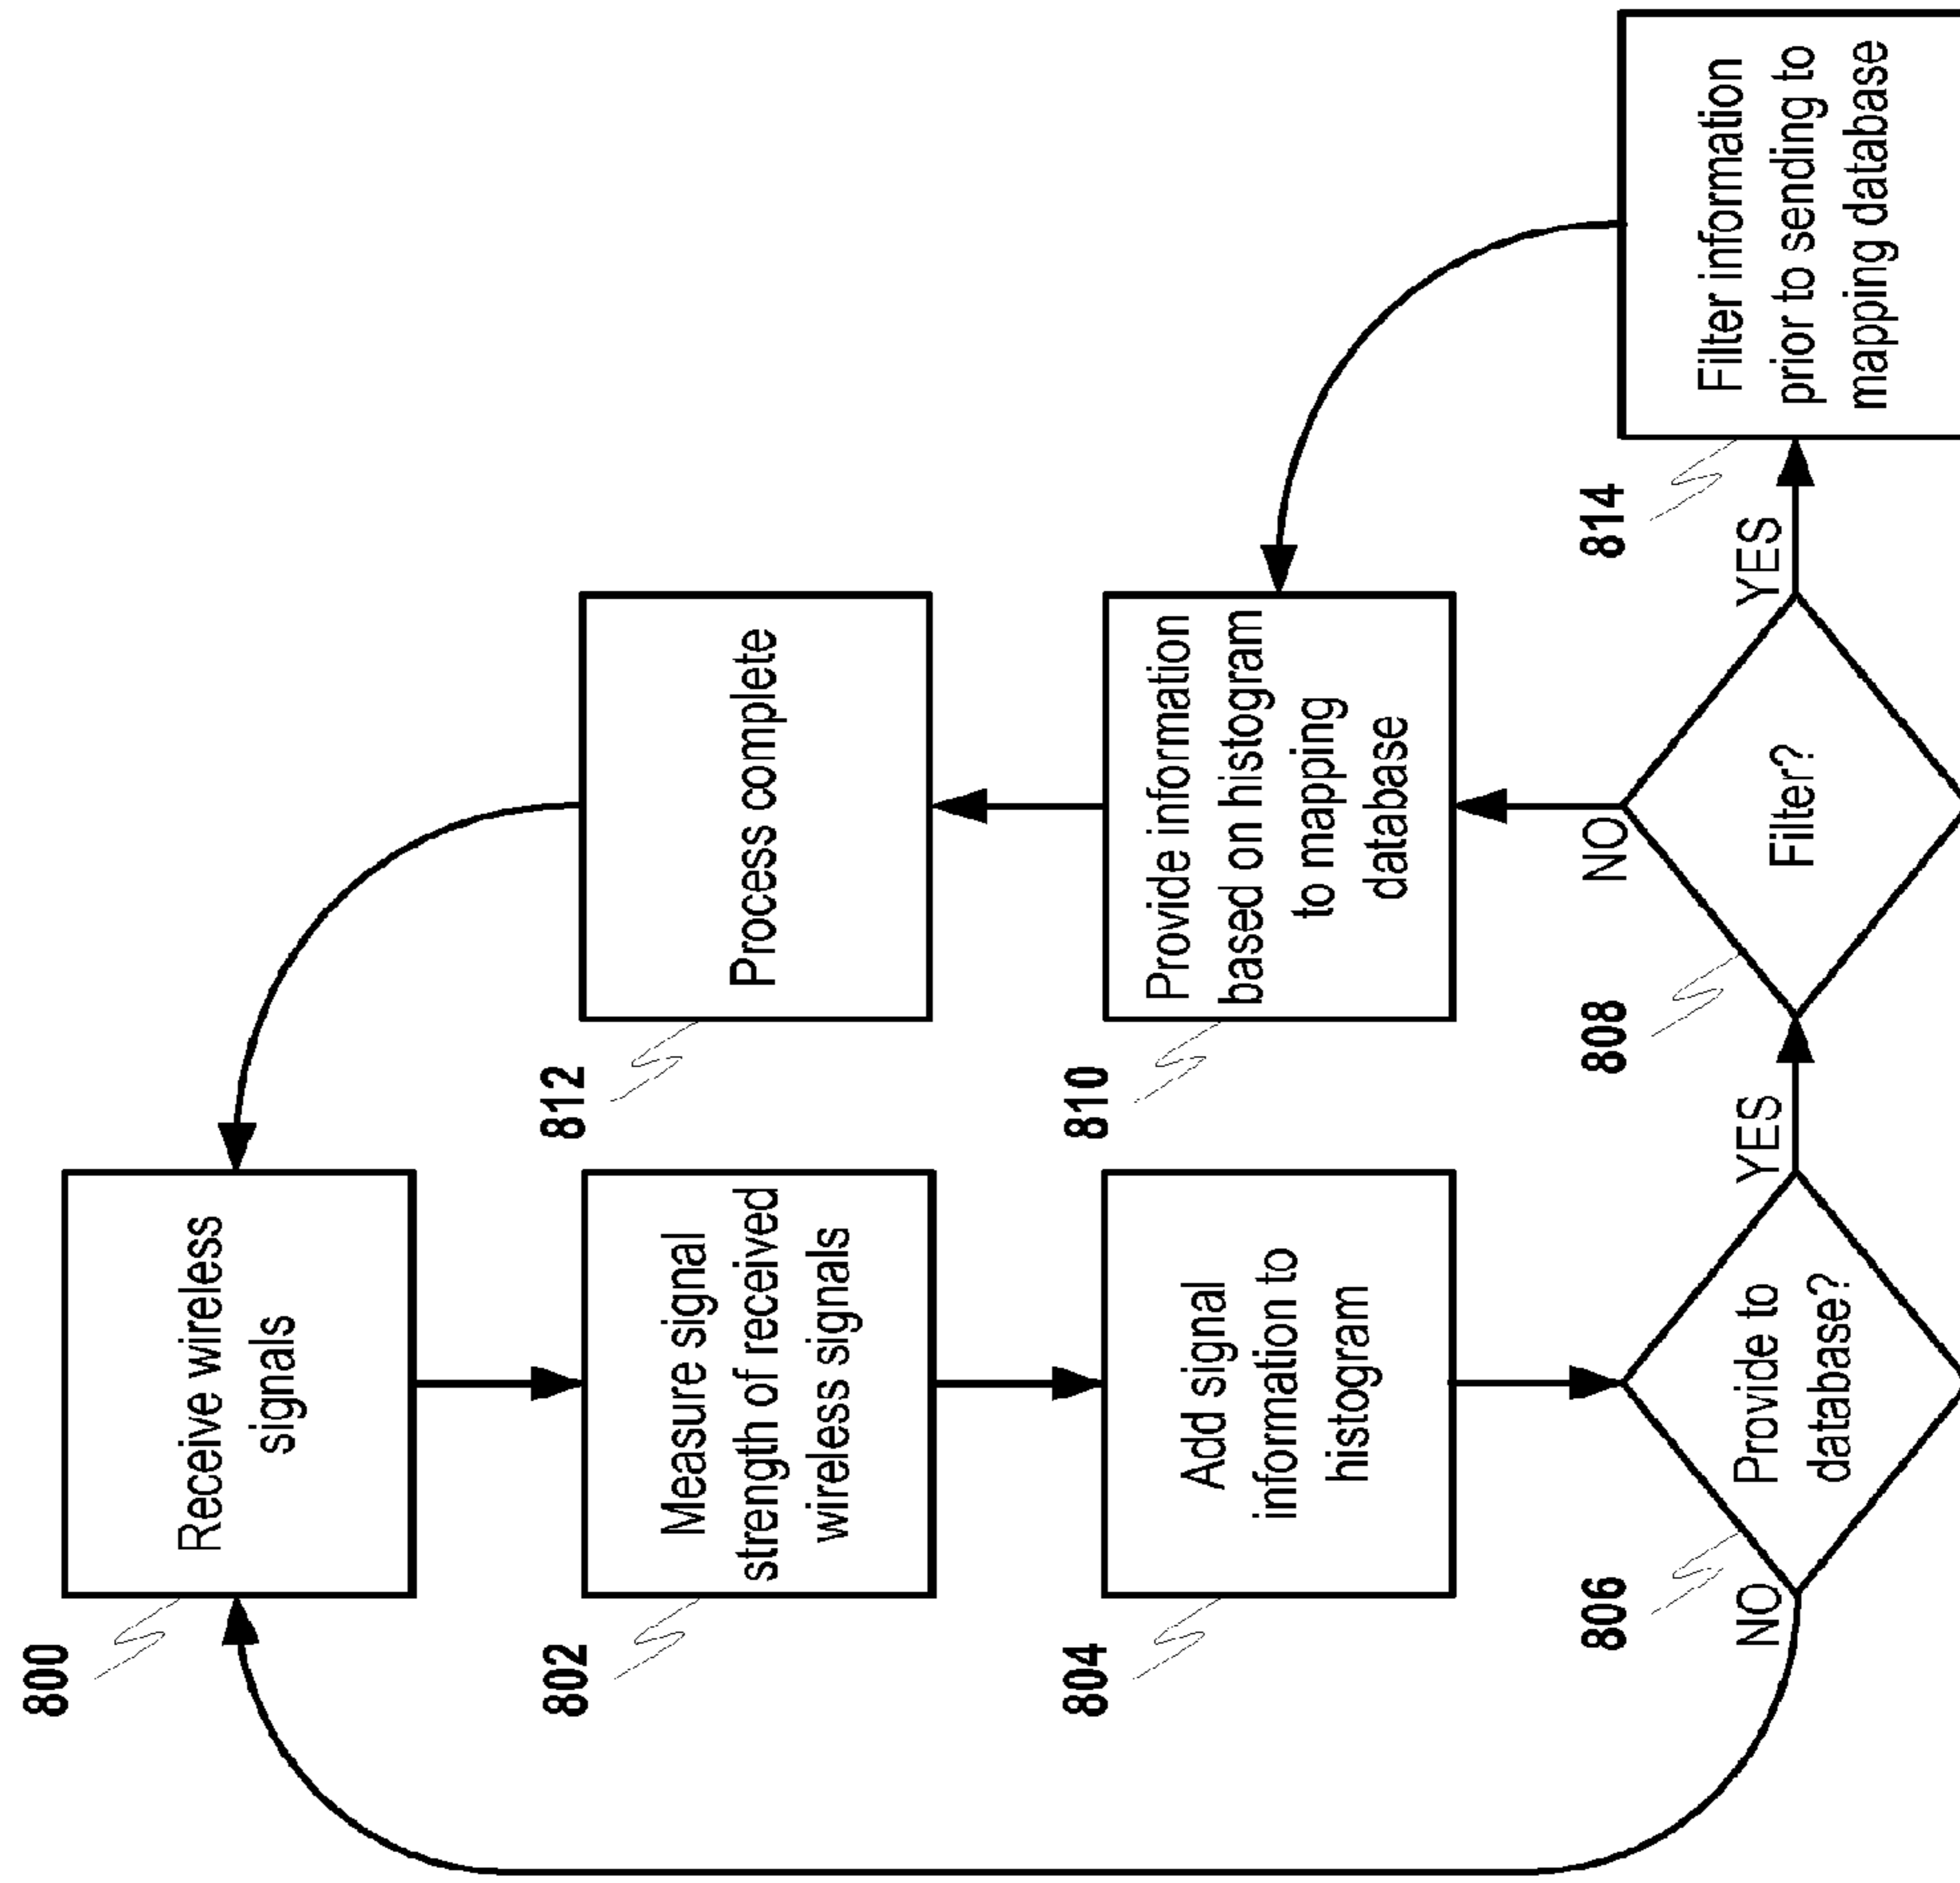 800
Receive wireless
signals
802
Measure signal
strength of received
wireless signals
804
Add signal
information to
histogram
806
Provide to
database?
NO
YES
808
Filter?
NO
YES
810
Provide information
based on histogram
to mapping
database
812
Process complete
814
Filter information
prior to sending to
mapping database